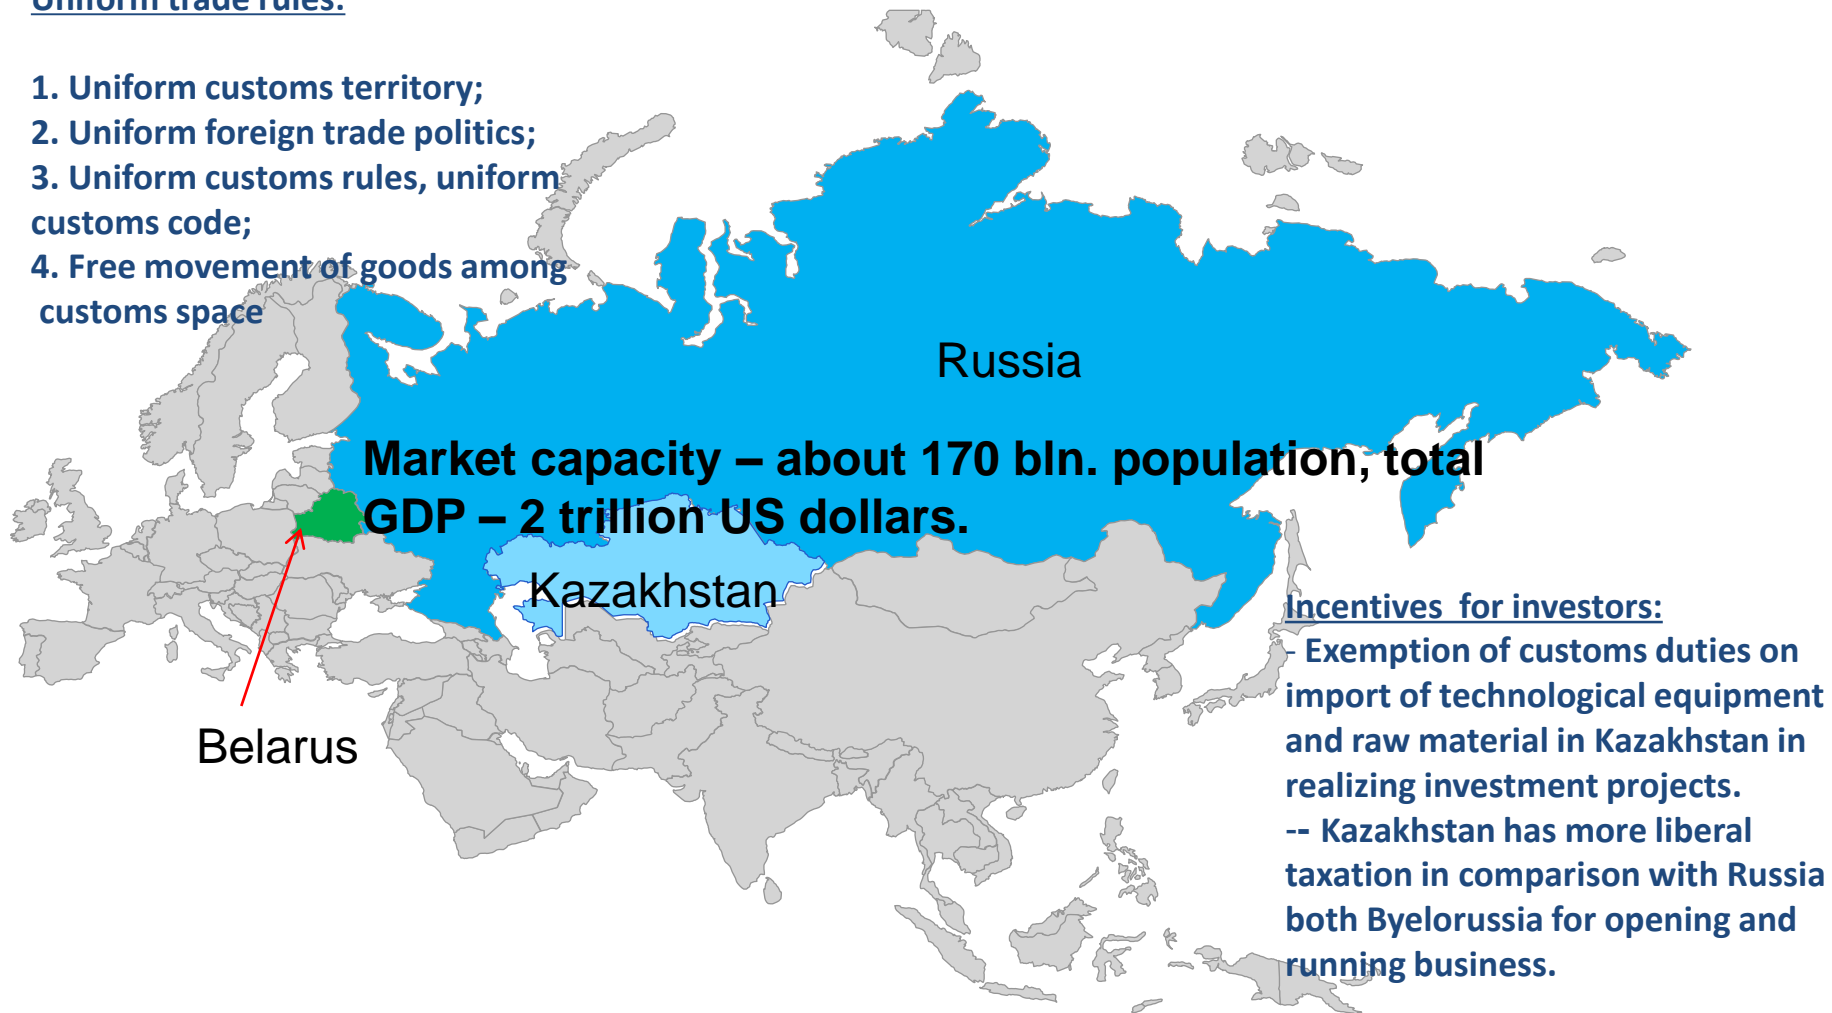 Uniform trade rules:
1. Uniform customs territory;
2. Uniform foreign trade politics;
3. Uniform customs rules, uniform
customs code;
4. Free movement of goods among
customs space
Russia
Market capacity – about 170 bln. population, total
GDP – 2 trillion US dollars.
Kazakhstan
Belarus
Incentives for investors:
- Exemption of customs duties on
import of technological equipment
and raw material in Kazakhstan in
realizing investment projects.
-- Kazakhstan has more liberal
taxation in comparison with Russia
both Byelorussia for opening and
running business.